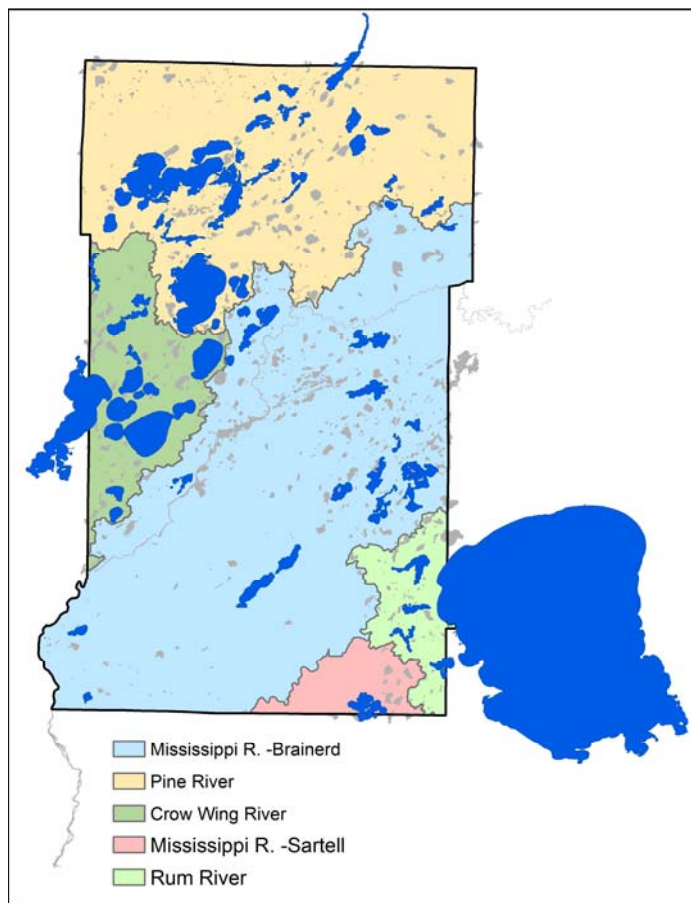 Mississippi R. -Brainerd
Pine River
Crow Wing River
Mississippi R. -Sartell
Rum River